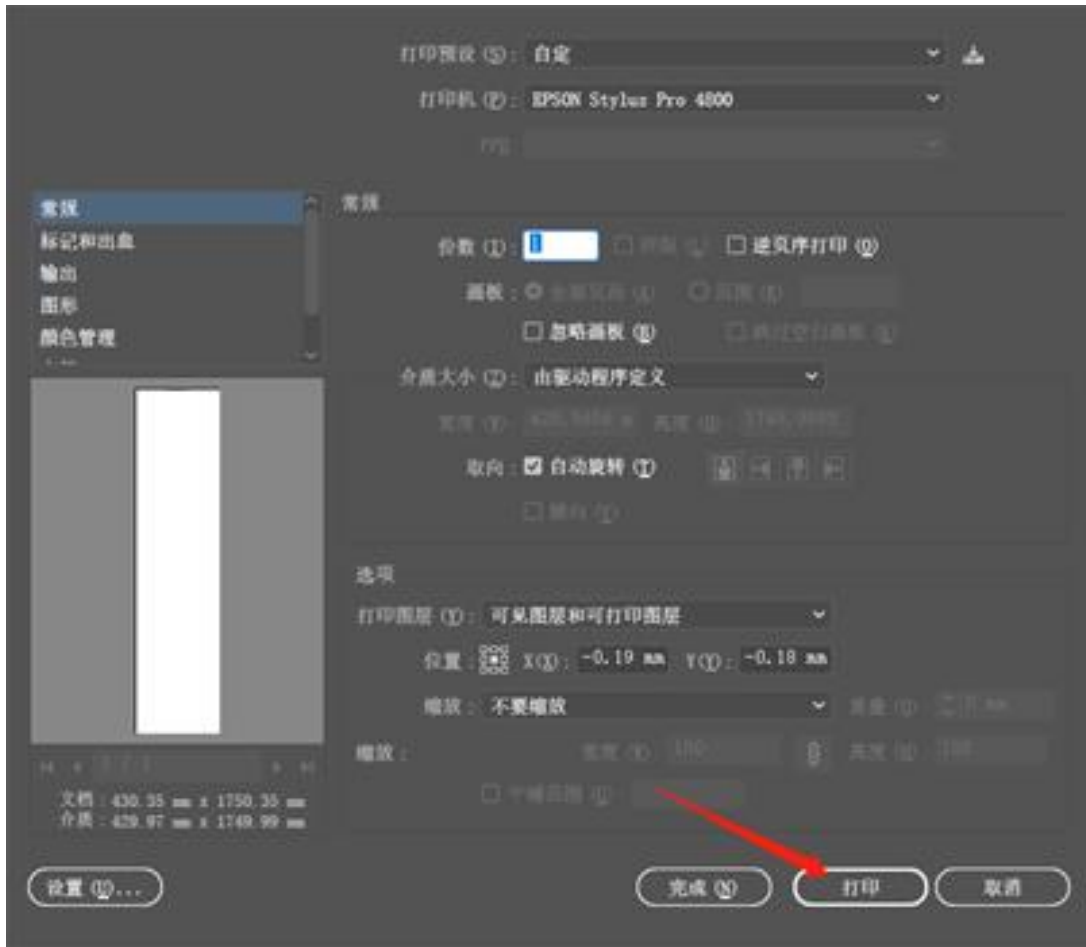 打印预设 (S): 自定
打印机 (P): EPSON Stylus Pro 4800
PPD
常规
标记和出血
输出
图形
颜色管理
常规
份数 (I): 1 逆页序打印 (O)
画板:
忽略画板 (B)
介质大小 (Z): 由驱动程序定义
取向: 自动旋转 (T)
选项
打印图层 (Y): 可见图层和可打印图层
位置: X(X): -0.19 mm Y(Y): -0.18 mm
缩放: 不要缩放
缩放:
文档: 430.35 mm x 1750.35 mm
介质: 429.97 mm x 1749.99 mm
设置 (U)...
完成 (N)
打印
取消